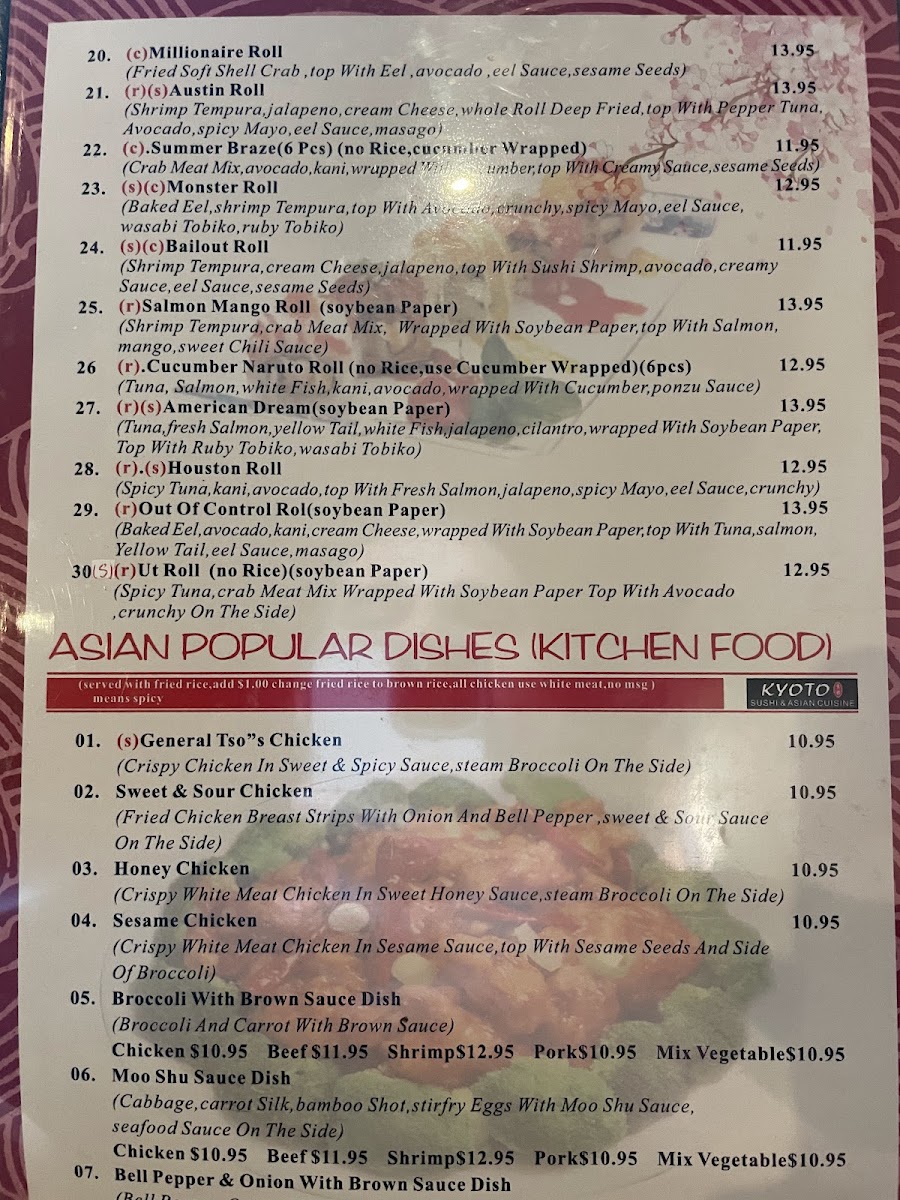 20. (c)Millionaire Roll 13.95
(Fried Soft Shell Crab ,top With Eel ,avocado ,eel Sauce,sesame Seeds)
21. (r)(s)Austin Roll 13.95
(Shrimp Tempura,jalapeno,cream Cheese,whole Roll Deep Fried,top With Pepper Tuna,
Avocado,spicy Mayo,eel Sauce,masago)
22. (c).Summer Braze(6 Pcs) (no Rice,cucumber Wrapped) 11.95
(Crab Meat Mix,avocado,kani,wrapped With cucumber,top With Creamy Sauce,sesame Seeds)
23. (s)(c)Monster Roll 12.95
(Baked Eel,shrimp Tempura,top With Avocado,crunchy,spicy Mayo,eel Sauce,
wasabi Tobiko,ruby Tobiko)
24. (s)(c)Bailout Roll 11.95
(Shrimp Tempura,cream Cheese,jalapeno,top With Sushi Shrimp,avocado,creamy
Sauce,eel Sauce,sesame Seeds)
25. (r)Salmon Mango Roll (soybean Paper) 13.95
(Shrimp Tempura,crab Meat Mix, Wrapped With Soybean Paper,top With Salmon,
mango,sweet Chili Sauce)
26 (r).Cucumber Naruto Roll (no Rice,use Cucumber Wrapped)(6pcs) 12.95
(Tuna, Salmon,white Fish,kani,avocado,wrapped With Cucumber,ponzu Sauce)
27. (r)(s)American Dream(soybean Paper) 13.95
(Tuna,fresh Salmon,yellow Tail,white Fish,jalapeno,cilantro,wrapped With Soybean Paper,
Top With Ruby Tobiko,wasabi Tobiko)
28. (r).(s)Houston Roll 12.95
(Spicy Tuna,kani,avocado,top With Fresh Salmon,jalapeno,spicy Mayo,eel Sauce,crunchy)
29. (r)Out Of Control Rol(soybean Paper) 13.95
(Baked Eel,avocado,kani,cream Cheese,wrapped With Soybean Paper,top With Tuna,salmon,
Yellow Tail,eel Sauce,masago)
30(S)(r)Ut Roll (no Rice)(soybean Paper) 12.95
(Spicy Tuna,crab Meat Mix Wrapped With Soybean Paper Top With Avocado
,crunchy On The Side)
ASIAN POPULAR DISHES (KITCHEN FOOD)
(served with fried rice,add $1.00 change fried rice to brown rice,all chicken use white meat,no msg )
means spicy
KYOTO
SUSHI & ASIAN CUISINE
01. (s)General Tso"s Chicken 10.95
(Crispy Chicken In Sweet & Spicy Sauce,steam Broccoli On The Side)
02. Sweet & Sour Chicken 10.95
(Fried Chicken Breast Strips With Onion And Bell Pepper ,sweet & Sour Sauce
On The Side)
03. Honey Chicken 10.95
(Crispy White Meat Chicken In Sweet Honey Sauce,steam Broccoli On The Side)
04. Sesame Chicken 10.95
(Crispy White Meat Chicken In Sesame Sauce,top With Sesame Seeds And Side
Of Broccoli)
05. Broccoli With Brown Sauce Dish
(Broccoli And Carrot With Brown Sauce)
Chicken $10.95 Beef $11.95 Shrimp$12.95 Pork$10.95 Mix Vegetable$10.95
06. Moo Shu Sauce Dish
(Cabbage,carrot Silk,bamboo Shot,stirfry Eggs With Moo Shu Sauce,
seafood Sauce On The Side)
Chicken $10.95 Beef $11.95 Shrimp$12.95 Pork$10.95 Mix Vegetable$10.95
07. Bell Pepper & Onion With Brown Sauce Dish